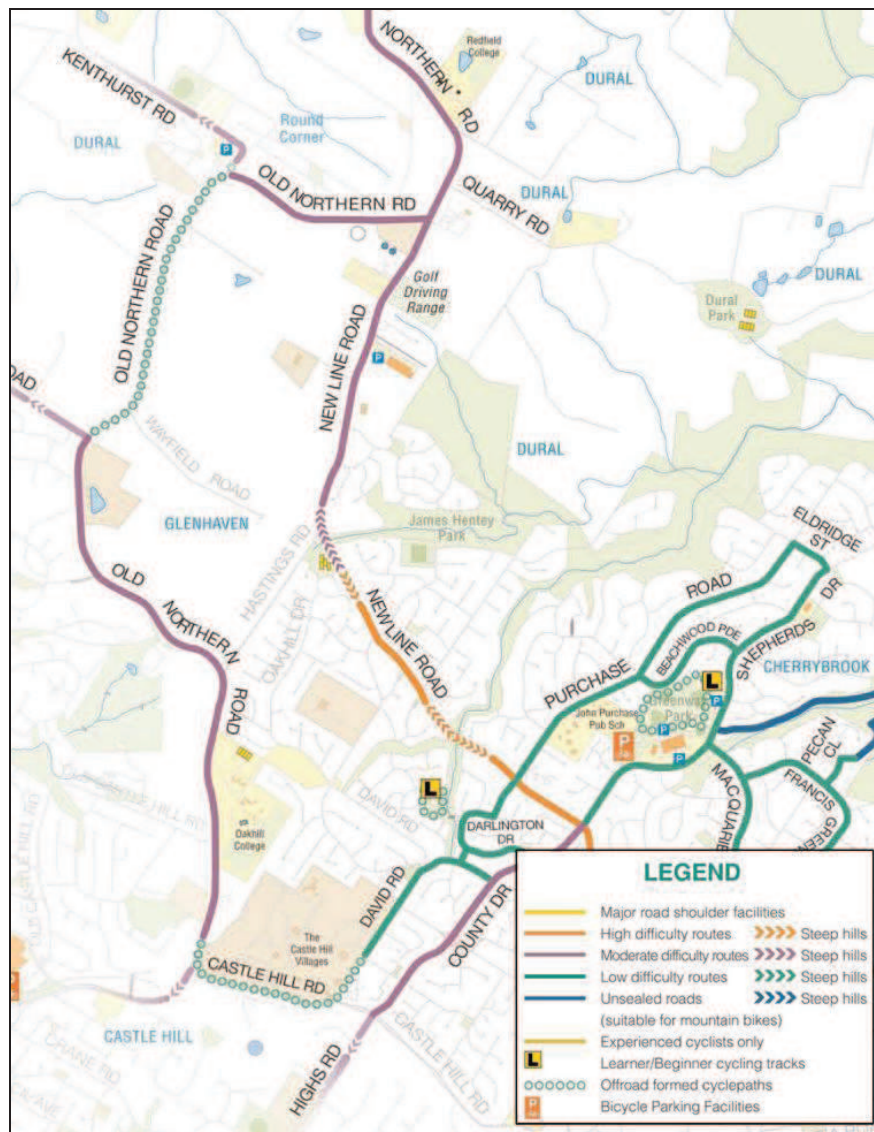 NORTHERN RD
Redfield
College
DURAL
KENTHURST RD
Round
Corner
DURAL
P
OLD NORTHERN RD
QUARRY RD
DURAL
OLD NORTHERN ROAD
Golf
Driving
Range
DURAL
Dural
Park
NEW LINE ROAD
P
ROAD
WAYFIELD ROAD
DURAL
GLENHAVEN
HASTINGS RD
James Henty
Park
ELDRIDGE
ST
OLD NORTHERN ROAD
OAKHILL DR
NEW LINE ROAD
PURCHASE ROAD
BEACHWOOD PDE
SHEPHERDS DR
CHERRYBROOK
L
Greenway
Park
P
John Purchase
Pub Sch
P
P
P
PECAN
CL
FRANCIS
MACQUARIE
GREEN
L
DAVID RD
DARLINGTON
DR
Oakhill
College
OLD CASTLE HILL RD
DAVID RD
COUNTY DR
The
Castle Hill
Villages
CASTLE HILL RD
CASTLE HILL
CRANE RD
HIGHS RD
CASTLE HILL RD
LEGEND
Major road shoulder facilities
High difficulty routes Steep hills
Moderate difficulty routes Steep hills
Low difficulty routes Steep hills
Unsealed roads Steep hills
(suitable for mountain bikes)
Experienced cyclists only
L Learner/Beginner cycling tracks
Offroad formed cyclepaths
P Bicycle Parking Facilities